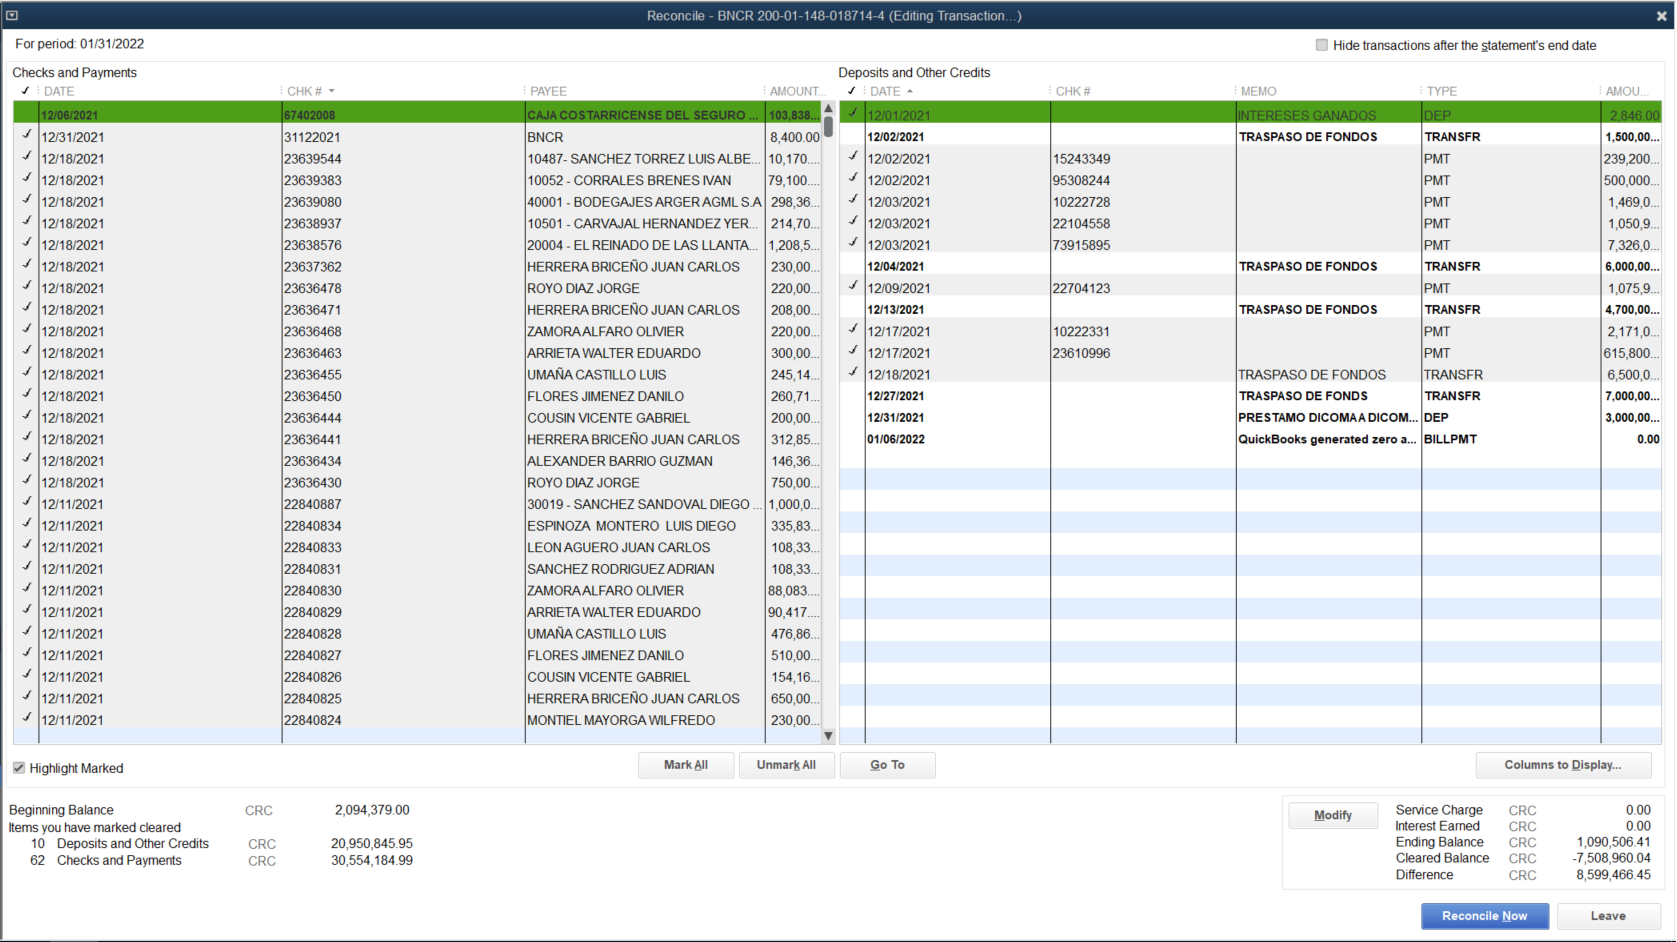 Reconcile - BNCR 200-01-148-018714-4 (Editing Transaction...)
For period: 01/31/2022
Hide transactions after the statement's end date
Checks and Payments
✓ DATE CHK # PAYEE AMOUNT...
12/06/2021 67402008 CAJA COSTARRICENSE DEL SEGURO ... 103,838...
✓ 12/31/2021 31122021 BNCR 8,400.00
✓ 12/18/2021 23639544 10487- SANCHEZ TORREZ LUIS ALBE... 10,170....
✓ 12/18/2021 23639383 10052 - CORRALES BRENES IVAN 79,100....
✓ 12/18/2021 23639080 40001 - BODEGAJES ARGER AGML S.A 298,36...
✓ 12/18/2021 23638937 10501 - CARVAJAL HERNANDEZ YER... 214,70...
✓ 12/18/2021 23638576 20004 - EL REINADO DE LAS LLANTA... 1,208,5...
✓ 12/18/2021 23637362 HERRERA BRICEÑO JUAN CARLOS 230,00...
✓ 12/18/2021 23636478 ROYO DIAZ JORGE 220,00...
✓ 12/18/2021 23636471 HERRERA BRICEÑO JUAN CARLOS 208,00...
✓ 12/18/2021 23636468 ZAMORA ALFARO OLIVIER 220,00...
✓ 12/18/2021 23636463 ARRIETA WALTER EDUARDO 300,00...
✓ 12/18/2021 23636455 UMAÑA CASTILLO LUIS 245,14...
✓ 12/18/2021 23636450 FLORES JIMENEZ DANILO 260,71...
✓ 12/18/2021 23636444 COUSIN VICENTE GABRIEL 200,00...
✓ 12/18/2021 23636441 HERRERA BRICEÑO JUAN CARLOS 312,85...
✓ 12/18/2021 23636434 ALEXANDER BARRIO GUZMAN 146,36...
✓ 12/18/2021 23636430 ROYO DIAZ JORGE 750,00...
✓ 12/11/2021 22840887 30019 - SANCHEZ SANDOVAL DIEGO ... 1,000,0...
✓ 12/11/2021 22840834 ESPINOZA MONTERO LUIS DIEGO 335,83...
✓ 12/11/2021 22840833 LEON AGUERO JUAN CARLOS 108,33...
✓ 12/11/2021 22840831 SANCHEZ RODRIGUEZ ADRIAN 108,33...
✓ 12/11/2021 22840830 ZAMORA ALFARO OLIVIER 88,083....
✓ 12/11/2021 22840829 ARRIETA WALTER EDUARDO 90,417....
✓ 12/11/2021 22840828 UMAÑA CASTILLO LUIS 476,86...
✓ 12/11/2021 22840827 FLORES JIMENEZ DANILO 510,00...
✓ 12/11/2021 22840826 COUSIN VICENTE GABRIEL 154,16...
✓ 12/11/2021 22840825 HERRERA BRICEÑO JUAN CARLOS 650,00...
✓ 12/11/2021 22840824 MONTIEL MAYORGA WILFREDO 230,00...
Deposits and Other Credits
✓ DATE CHK # MEMO TYPE AMOU...
✓ 12/01/2021 INTERESES GANADOS DEP 2,846.00
12/02/2021 TRASPASO DE FONDOS TRANSFR 1,500,00...
✓ 12/02/2021 15243349 PMT 239,200...
✓ 12/02/2021 95308244 PMT 500,000...
✓ 12/03/2021 10222728 PMT 1,469,0...
✓ 12/03/2021 22104558 PMT 1,050,9...
✓ 12/03/2021 73915895 PMT 7,326,0...
12/04/2021 TRASPASO DE FONDOS TRANSFR 6,000,00...
✓ 12/09/2021 22704123 PMT 1,075,9...
12/13/2021 TRASPASO DE FONDOS TRANSFR 4,700,00...
✓ 12/17/2021 10222331 PMT 2,171,0...
✓ 12/17/2021 23610996 PMT 615,800...
✓ 12/18/2021 TRASPASO DE FONDOS TRANSFR 6,500,0...
12/27/2021 TRASPASO DE FONDS TRANSFR 7,000,00...
12/31/2021 PRESTAMO DICOMA A DICOM... DEP 3,000,00...
01/06/2022 QuickBooks generated zero a... BILLPMT 0.00
Highlight Marked
Mark All
Unmark All
Go To
Columns to Display...
Beginning Balance CRC 2,094,379.00
Items you have marked cleared
10 Deposits and Other Credits CRC 20,950,845.95
62 Checks and Payments CRC 30,554,184.99
Modify
Service Charge CRC 0.00
Interest Earned CRC 0.00
Ending Balance CRC 1,090,506.41
Cleared Balance CRC -7,508,960.04
Difference CRC 8,599,466.45
Reconcile Now
Leave